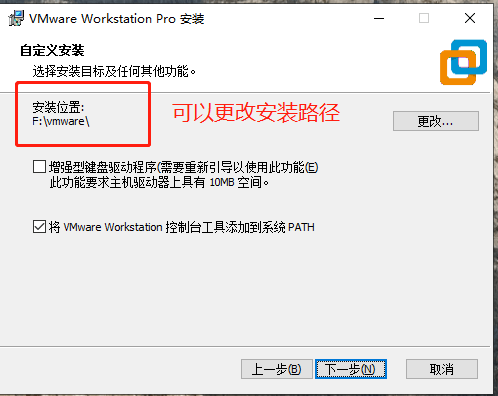 VMware Workstation Pro 安装
自定义安装
选择安装目标及任何其他功能。
安装位置:
F:\vmware\
可以更改安装路径
更改...
增强型键盘驱动程序(需要重新引导以使用此功能(E)
此功能要求主机驱动器上具有 10MB 空间。
将 VMware Workstation 控制台工具添加到系统 PATH
上一步(B)
下一步(N)
取消